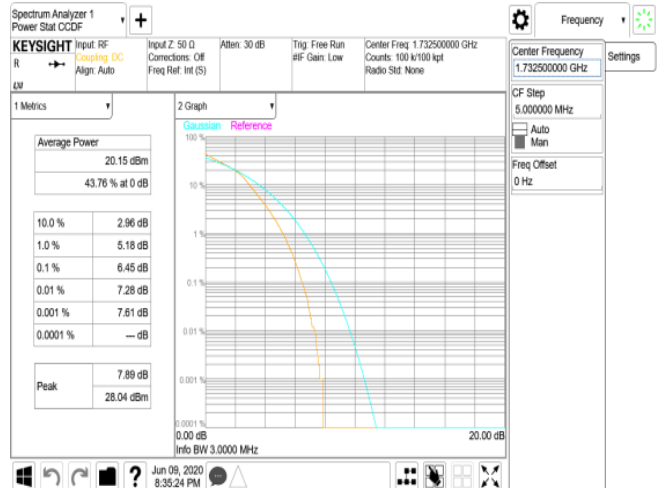 Spectrum Analyzer 1
Power Stat CCDF
Frequency
KEYSIGHT
R
Input: RF
Coupling: DC
Align: Auto
Input Z: 50 Ω
Corrections: Off
Freq Ref: Int (S)
Atten: 30 dB
Trig: Free Run
#IF Gain: Low
Center Freq: 1.732500000 GHz
Counts: 100 k/100 kpt
Radio Std: None
Center Frequency
1.732500000 GHz
Settings
CF Step
5.000000 MHz
Auto
Man
Freq Offset
0 Hz
1 Metrics
Average Power
20.15 dBm
43.76 % at 0 dB
10.0 % 2.96 dB
1.0 % 5.18 dB
0.1 % 6.45 dB
0.01 % 7.28 dB
0.001 % 7.61 dB
0.0001 % --- dB
Peak
7.89 dB
28.04 dBm
2 Graph
Gaussian Reference
100 %
10 %
1 %
0.1 %
0.01 %
0.001 %
0.0001 %
0.00 dB 20.00 dB
Info BW 3.0000 MHz
?
Jun 09, 2020
8:35:24 PM